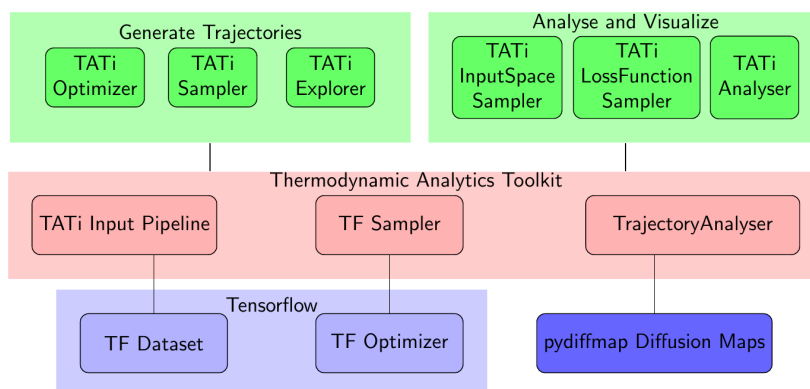 Generate Trajectories
TATi
Optimizer
TATi
Sampler
TATi
Explorer
Analyse and Visualize
TATi
InputSpace
Sampler
TATi
LossFunction
Sampler
TATi
Analyser
Thermodynamic Analytics Toolkit
TATi Input Pipeline
TF Sampler
TrajectoryAnalyser
Tensorflow
TF Dataset
TF Optimizer
pydiffmap Diffusion Maps